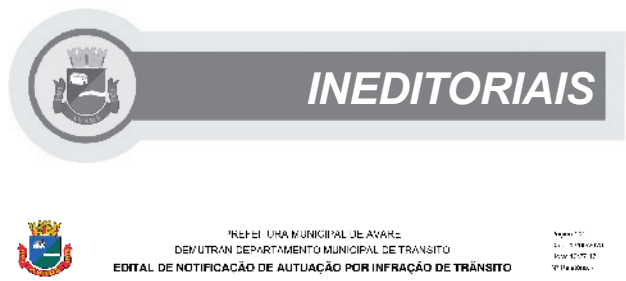 INEDITORIAIS
AVARÉ
PREFEITURA MUNICIPAL DE AVARE
DEMUTRAN DEPARTAMENTO MUNICIPAL DE TRANSITO
EDITAL DE NOTIFICAÇÃO DE AUTUAÇÃO POR INFRAÇÃO DE TRÂNSITO